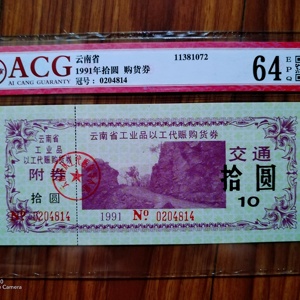 ACG
AI CANG GUARANTY
云南省
1991年拾圆 购货券
冠号: 0204814
11381072
64
EPQ
云南省
工业品
以工代赈购货券
附券
拾圆
No 0204814
云南省工业品以工代赈购货券
交通
拾圆
10
1991
No 0204814
Camera